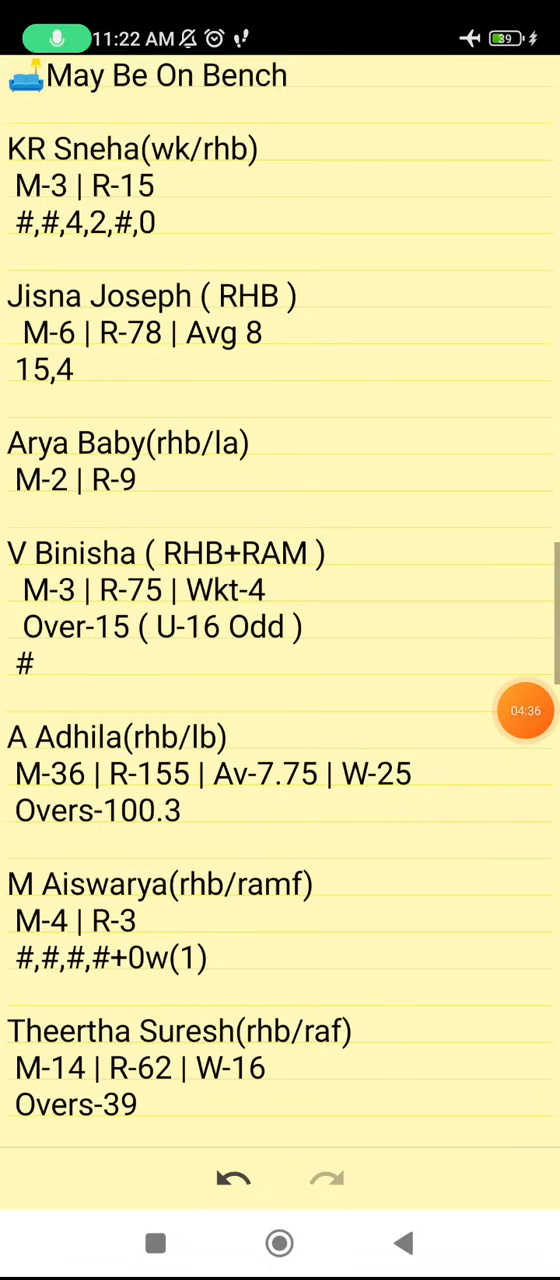 11:22 AM
39
🛋️May Be On Bench
KR Sneha(wk/rhb)
M-3 | R-15
#,#,4,2,#,0
Jisna Joseph ( RHB )
M-6 | R-78 | Avg 8
15,4
Arya Baby(rhb/la)
M-2 | R-9
V Binisha ( RHB+RAM )
M-3 | R-75 | Wkt-4
Over-15 ( U-16 Odd )
#
04:36
A Adhila(rhb/lb)
M-36 | R-155 | Av-7.75 | W-25
Overs-100.3
M Aiswarya(rhb/ramf)
M-4 | R-3
#,#,#,#+0w(1)
Theertha Suresh(rhb/raf)
M-14 | R-62 | W-16
Overs-39